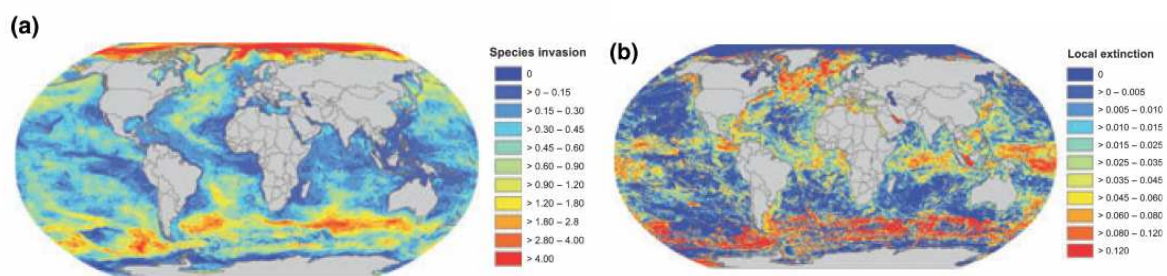 (a)
Species invasion
0
> 0 – 0.15
> 0.15 – 0.30
> 0.30 – 0.45
> 0.45 – 0.60
> 0.60 – 0.90
> 0.90 – 1.20
> 1.20 – 1.80
> 1.80 – 2.8
> 2.80 – 4.00
> 4.00
(b)
Local extinction
0
> 0 – 0.005
> 0.005 – 0.010
> 0.010 – 0.015
> 0.015 – 0.025
> 0.025 – 0.035
> 0.035 – 0.045
> 0.045 – 0.060
> 0.060 – 0.080
> 0.080 – 0.120
> 0.120